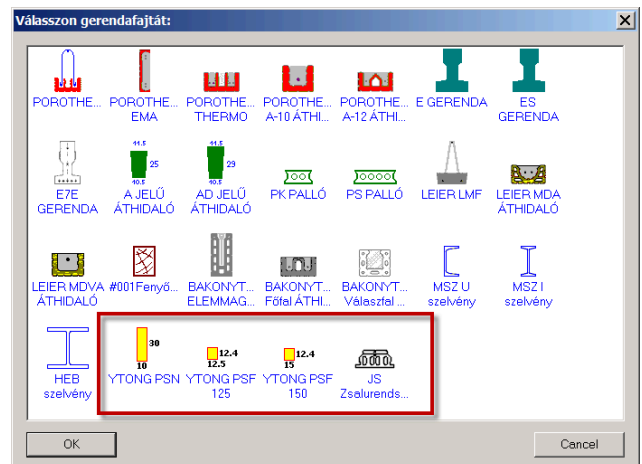 Válasszon gerendafajtát:
POROTHE... POROTHE... POROTHE... POROTHE... POROTHE... E GERENDA ES
EMA THERMO A-10 ÁTHI... A-12 ÁTHI... GERENDA
44.5 44.5
25 29
40.5 40.5
E7E A JELŰ AD JELŰ PK PALLÓ PS PALLÓ LEIER LMF LEIER MDA
GERENDA ÁTHIDALÓ ÁTHIDALÓ ÁTHIDALÓ
LEIER MDVA #001Fenyő... BAKONYT... BAKONYT... BAKONYT... MSZ U MSZ I
ÁTHIDALÓ ELEMMAG... Főfal ÁTHI... Válaszfal ... szelvény szelvény
30 12.4 12.4
10 12.5 15
HEB YTONG PSN YTONG PSF YTONG PSF JS
szelvény 125 150 Zsalurends...
OK Cancel